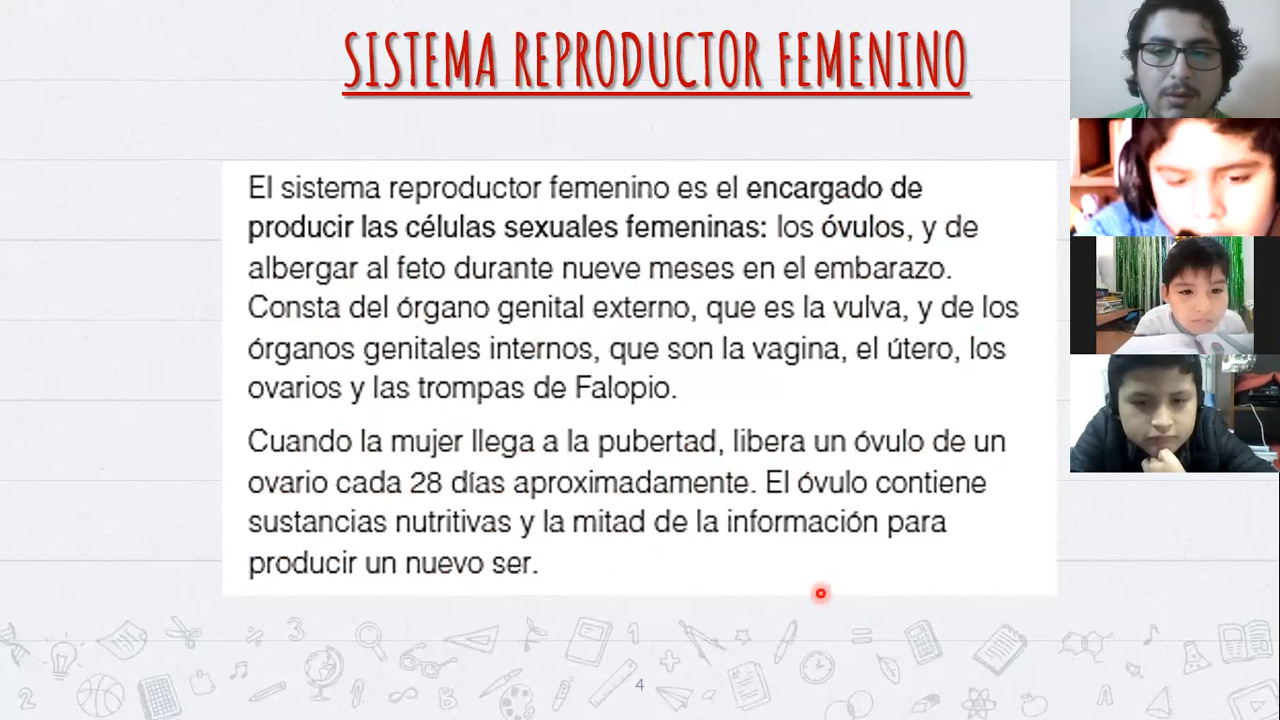 SISTEMA REPRODUCTOR FEMENINO
El sistema reproductor femenino es el encargado de
producir las células sexuales femeninas: los óvulos, y de
albergar al feto durante nueve meses en el embarazo.
Consta del órgano genital externo, que es la vulva, y de los
órganos genitales internos, que son la vagina, el útero, los
ovarios y las trompas de Falopio.
Cuando la mujer llega a la pubertad, libera un óvulo de un
ovario cada 28 días aproximadamente. El óvulo contiene
sustancias nutritivas y la mitad de la información para
producir un nuevo ser.
4